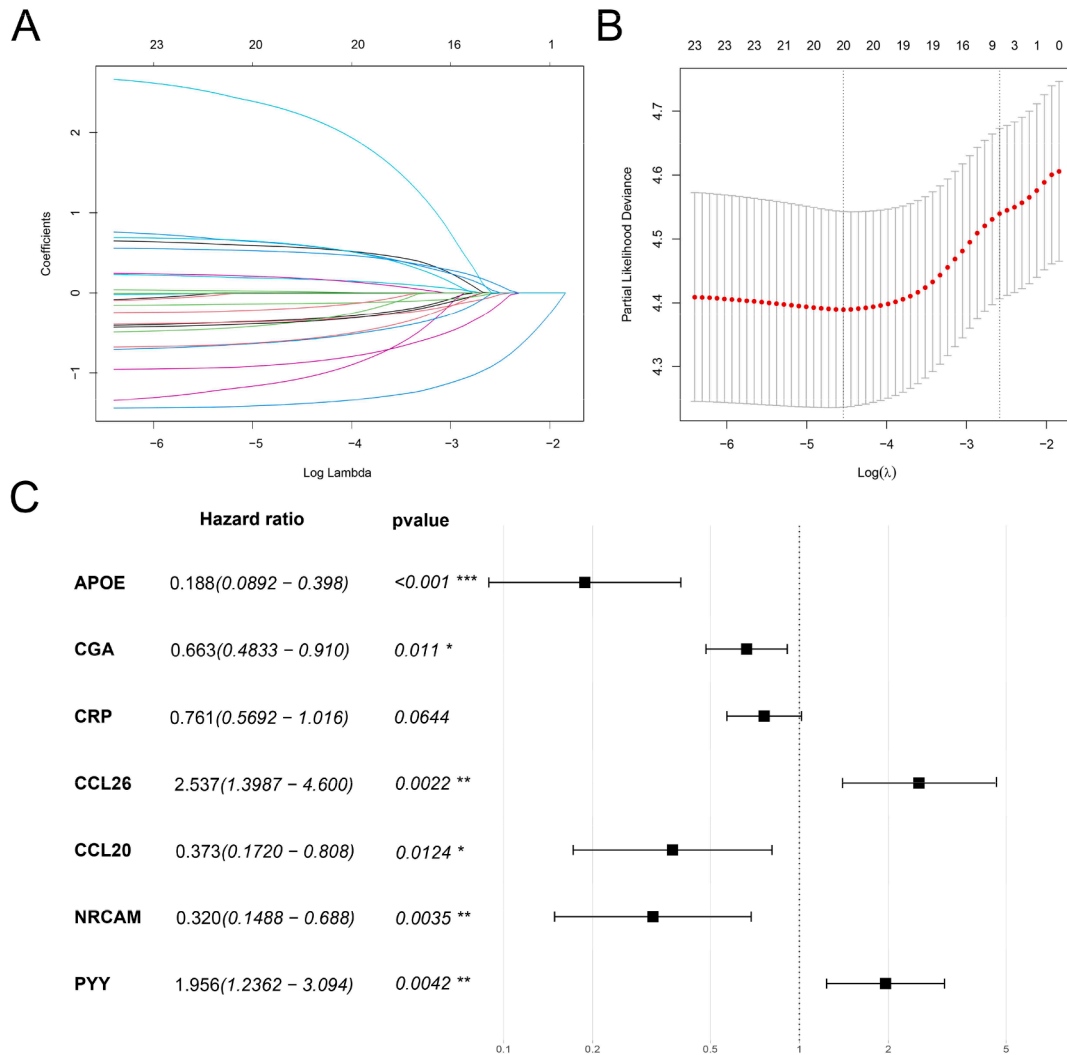 A
23 20 20 16 1
2
1
0
−1
Coefficients
−6 −5 −4 −3 −2
Log Lambda
B
23 23 23 21 20 20 20 19 19 16 9 3 1 0
4.7
4.6
4.5
4.4
4.3
Partial Likelihood Deviance
−6 −5 −4 −3 −2
Log(λ)
C
Hazard ratio pvalue
APOE 0.188(0.0892 − 0.398) <0.001 ***
CGA 0.663(0.4833 − 0.910) 0.011 *
CRP 0.761(0.5692 − 1.016) 0.0644
CCL26 2.537(1.3987 − 4.600) 0.0022 **
CCL20 0.373(0.1720 − 0.808) 0.0124 *
NRCAM 0.320(0.1488 − 0.688) 0.0035 **
PYY 1.956(1.2362 − 3.094) 0.0042 **
0.1 0.2 0.5 1 2 5